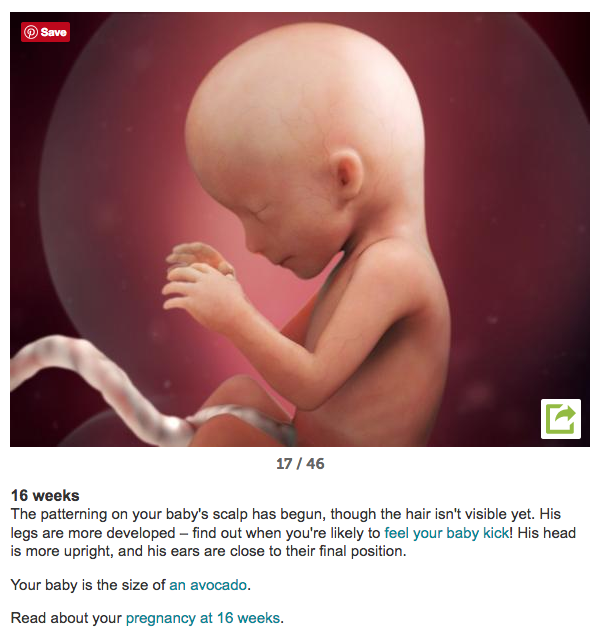 Save
17 / 46
16 weeks
The patterning on your baby's scalp has begun, though the hair isn't visible yet. His
legs are more developed – find out when you're likely to feel your baby kick! His head
is more upright, and his ears are close to their final position.
Your baby is the size of an avocado.
Read about your pregnancy at 16 weeks.